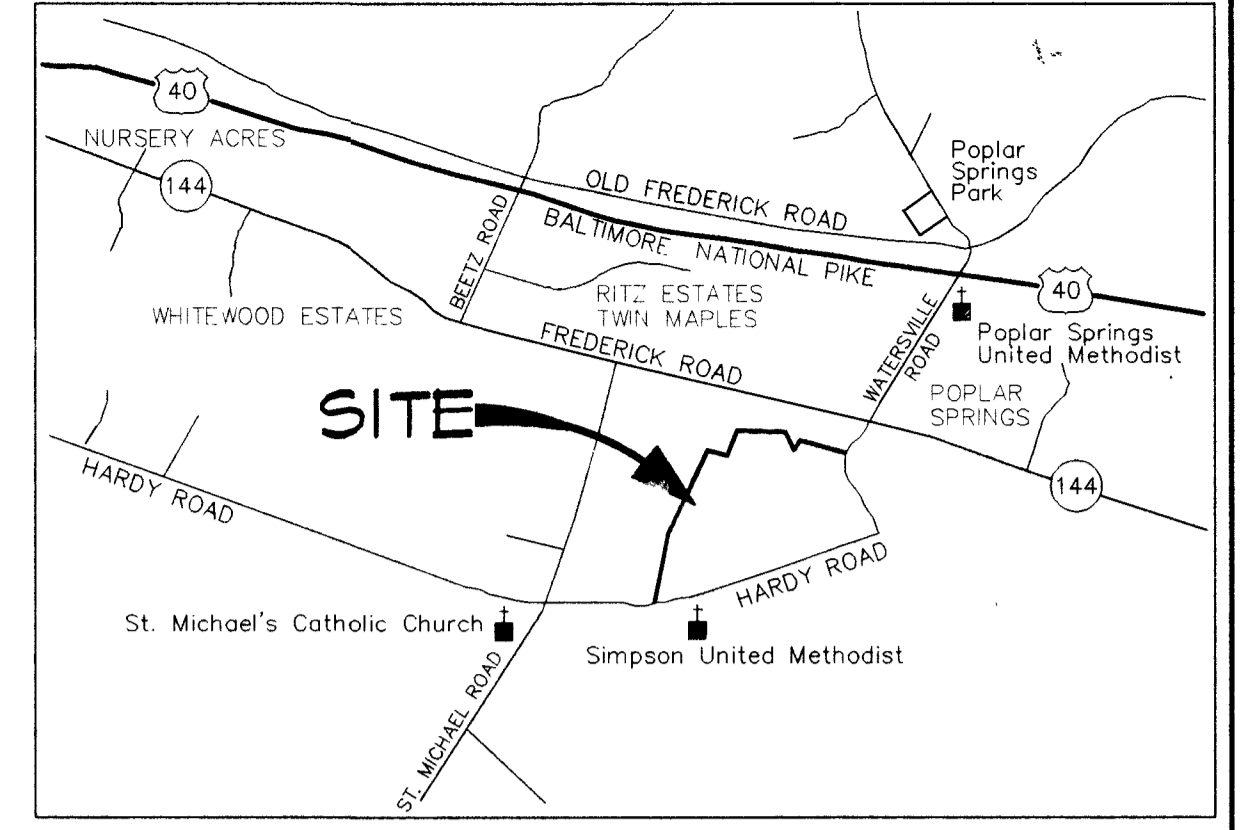 40
NURSERY ACRES
144
OLD FREDERICK ROAD
Poplar
Springs
Park
BALTIMORE NATIONAL PIKE
BEETZ ROAD
RITZ ESTATES
TWIN MAPLES
40
WHITEWOOD ESTATES
FREDERICK ROAD
WATERSVILLE
ROAD
Poplar Springs
United Methodist
POPLAR
SPRINGS
SITE
HARDY ROAD
144
HARDY ROAD
St. Michael's Catholic Church
Simpson United Methodist
ST. MICHAEL ROAD